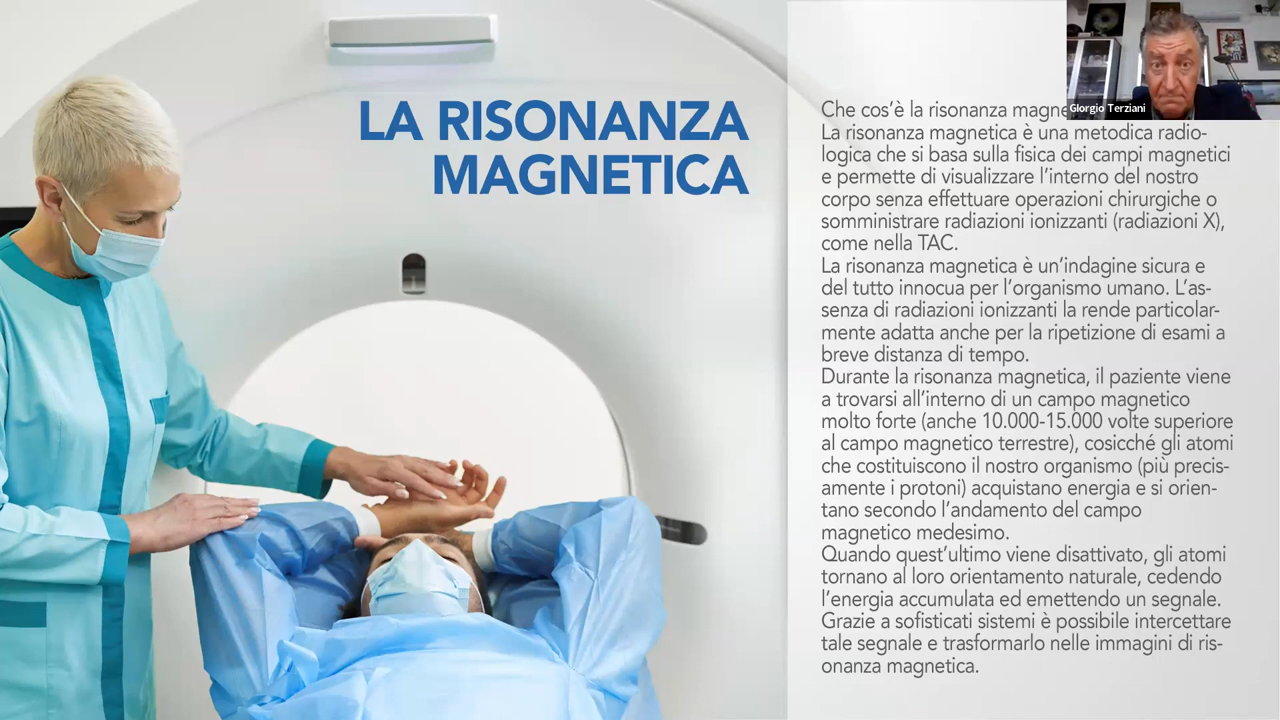 LA RISONANZA
MAGNETICA
Giorgio Terziani
Che cos'è la risonanza
La risonanza magnetica è una metodica radio-
logica che si basa sulla fisica dei campi magnetici
e permette di visualizzare l'interno del nostro
corpo senza effettuare operazioni chirurgiche o
somministrare radiazioni ionizzanti (radiazioni X),
come nella TAC.
La risonanza magnetica è un'indagine sicura e
del tutto innocua per l'organismo umano. L'as-
senza di radiazioni ionizzanti la rende particolar-
mente adatta anche per la ripetizione di esami a
breve distanza di tempo.
Durante la risonanza magnetica, il paziente viene
a trovarsi all'interno di un campo magnetico
molto forte (anche 10.000-15.000 volte superiore
al campo magnetico terrestre), cosicché gli atomi
che costituiscono il nostro organismo (più precis-
amente i protoni) acquistano energia e si orien-
tano secondo l'andamento del campo
magnetico medesimo.
Quando quest'ultimo viene disattivato, gli atomi
tornano al loro orientamento naturale, cedendo
l'energia accumulata ed emettendo un segnale.
Grazie a sofisticati sistemi è possibile intercettare
tale segnale e trasformarlo nelle immagini di ris-
onanza magnetica.